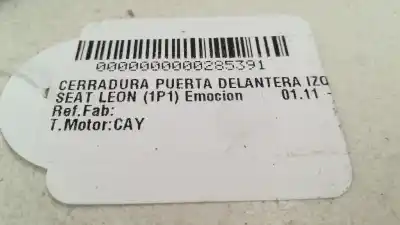 0000000000285391
CERRADURA PUERTA DELANTERA IZQ
SEAT LEON (1P1) Emocion 01.11 -
Ref.Fab:
T.Motor:CAY